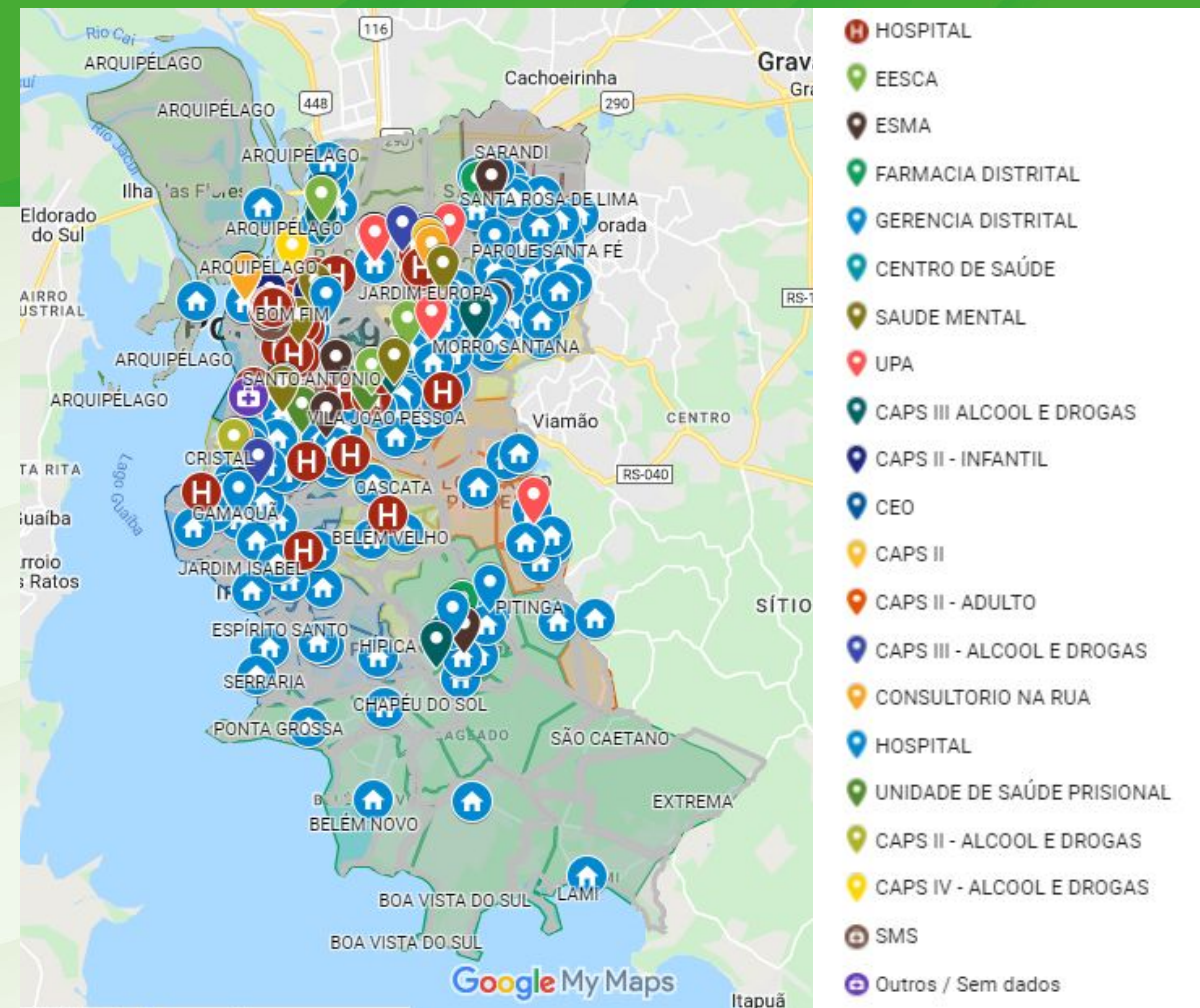 Rio Caí
116
ARQUIPÉLAGO
Cachoeirinha
448
290
ARQUIPÉLAGO
Rio Jacuí
ARQUIPÉLAGO
SARANDI
SANTA ROSA DE LIMA
Eldorado
do Sul
ARQUIPÉLAGO
PARQUE SANTA FÉ
ARQUIPÉLAGO
JARDIM EUROPA
BOM FIM
MORRO SANTANA
ARQUIPÉLAGO
SANTO ANTÔNIO
ARQUIPÉLAGO
VILA JOÃO PESSOA
Viamão
CENTRO
CRISTAL
RS-040
Lago Guaíba
CAMAQUÃ
BELÉM VELHO
JARDIM ISABEL
PITINGA
SÍTIO
ESPÍRITO SANTO
HÍPICA
SERRARIA
CHAPÉU DO SOL
PONTA GROSSA
SÃO CAETANO
EXTREMA
BELÉM NOVO
BOA VISTA DO SUL
LAMI
BOA VISTA DO SUL
Google My Maps
Itapuã
H HOSPITAL
EESCA
ESMA
FARMACIA DISTRITAL
GERENCIA DISTRITAL
CENTRO DE SAÚDE
SAUDE MENTAL
UPA
CAPS III ALCOOL E DROGAS
CAPS II - INFANTIL
CEO
CAPS II
CAPS II - ADULTO
CAPS III - ALCOOL E DROGAS
CONSULTORIO NA RUA
HOSPITAL
UNIDADE DE SAÚDE PRISIONAL
CAPS II - ALCOOL E DROGAS
CAPS IV - ALCOOL E DROGAS
SMS
Outros / Sem dados